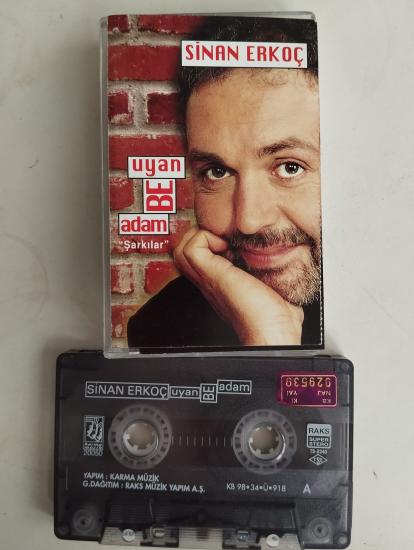 SİNAN ERKOÇ
uyan
BE
adam
"Şarkılar"
SİNAN ERKOÇ uyan BE adam
029539
RAKS
SUPER
STEREO
YAPIM : KARMA MÜZİK
G.DAĞITIM : RAKS MÜZİK YAPIM A.Ş.
KB 98•34•Ü•918
A